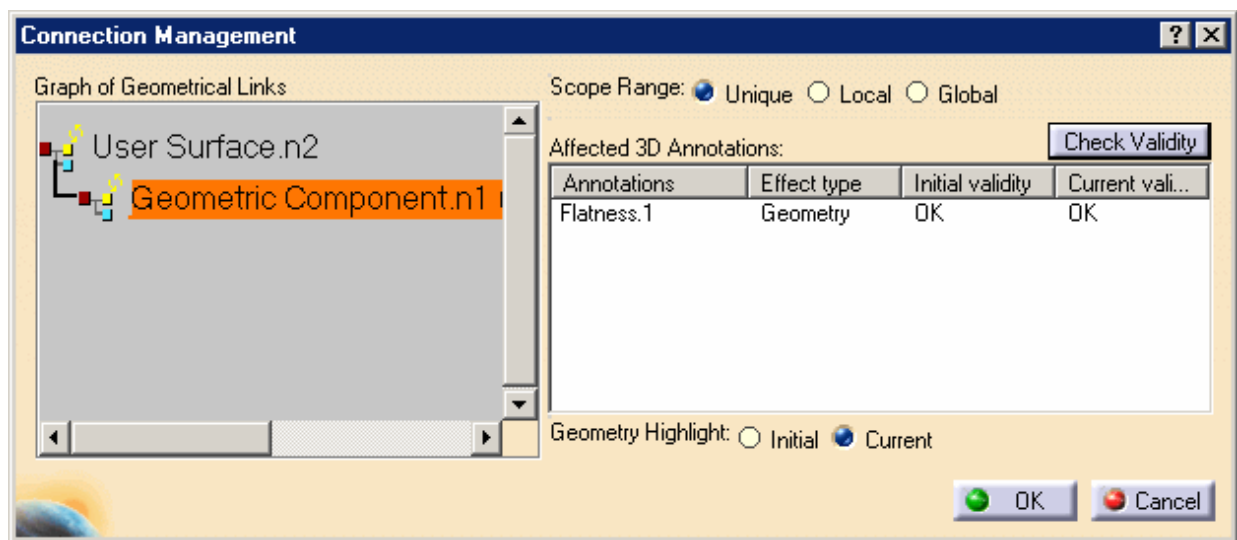 Connection Management
Graph of Geometrical Links
User Surface.n2
Geometric Component.n1
Scope Range: Unique Local Global
Affected 3D Annotations: Check Validity
Annotations Effect type Initial validity Current vali...
Flatness.1 Geometry OK OK
Geometry Highlight: Initial Current
OK Cancel